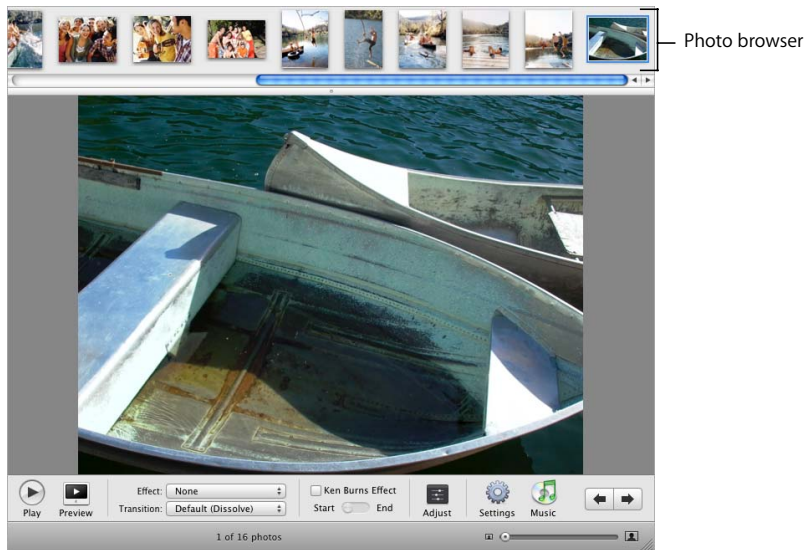 Photo browser
Effect: None
Ken Burns Effect
Transition: Default (Dissolve)
Start End
Play Preview Adjust Settings Music
1 of 16 photos